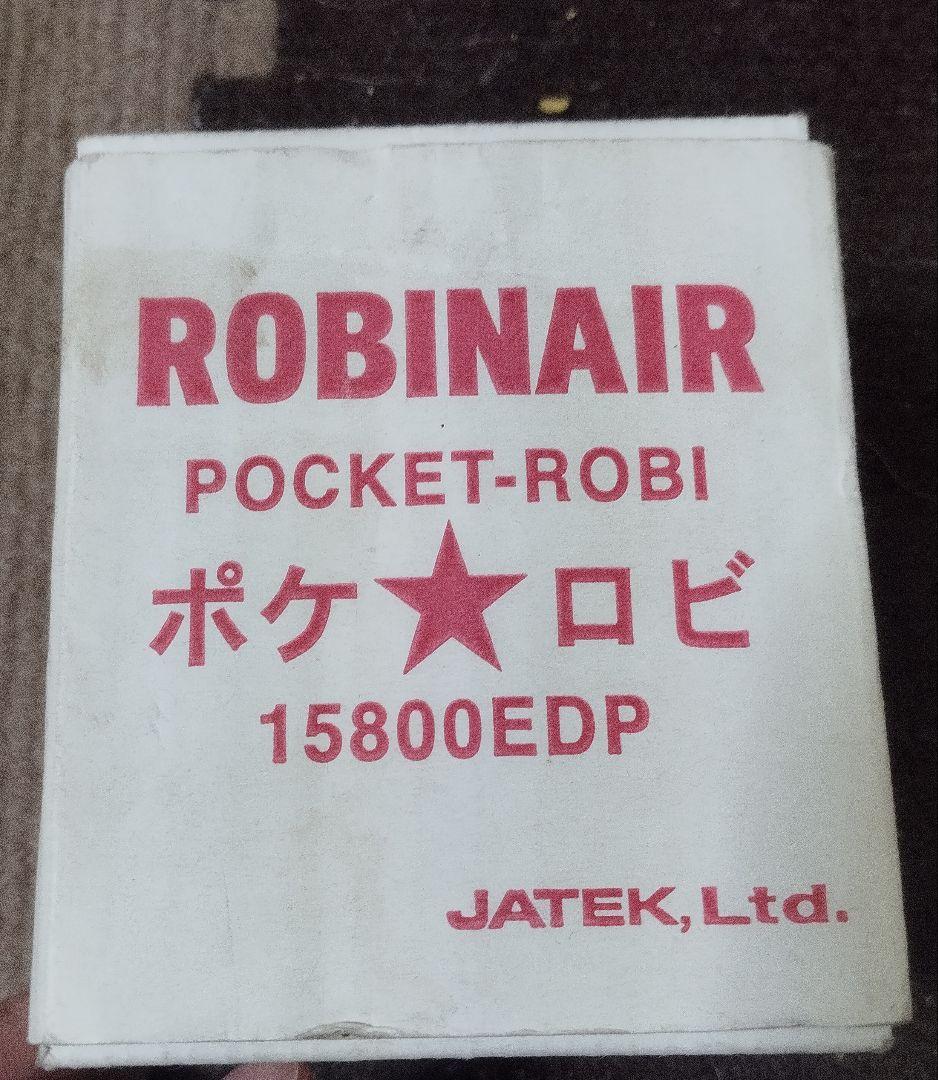 ROBINAIR
POCKET-ROBI
ポケ★ロビ
15800EDP
JATEK, Ltd.